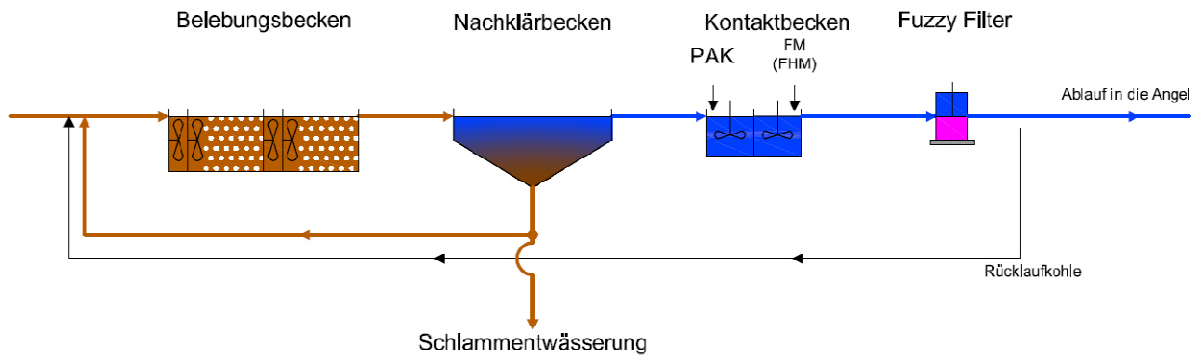 Belebungsbecken
Nachklärbecken
Kontaktbecken
Fuzzy Filter
PAK
FM
(FHM)
Ablauf in die Angel
Rücklaufkohle
Schlammentwässerung